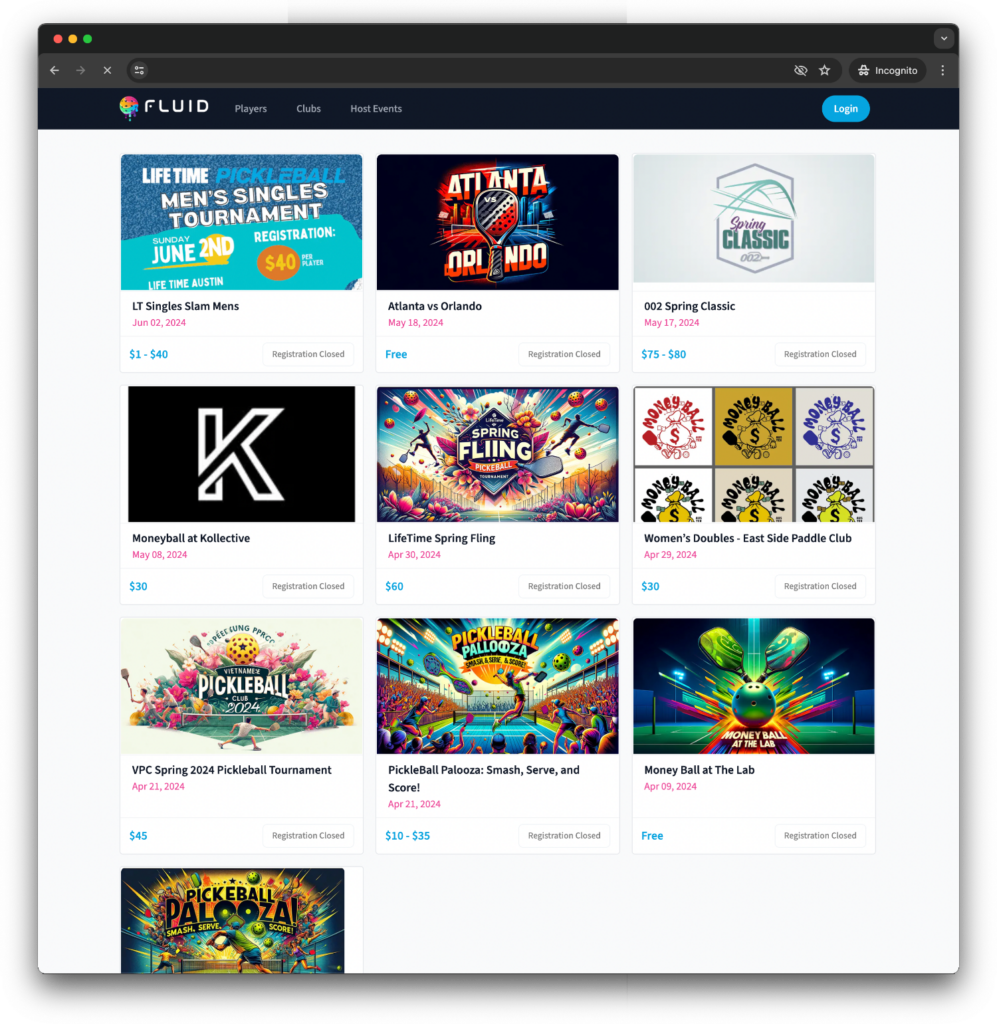 Incognito
FLUID
Players
Clubs
Host Events
Login
LIFE TIME PICKLEBALL
MEN'S SINGLES
TOURNAMENT
SUNDAY
JUNE 2ND
REGISTRATION:
$40 PER PLAYER
LIFE TIME AUSTIN
LT Singles Slam Mens
Jun 02, 2024
$1 - $40
Registration Closed
ATLANTA
VS
ORLANDO
Atlanta vs Orlando
May 18, 2024
Free
Registration Closed
Spring
CLASSIC
002
002 Spring Classic
May 17, 2024
$75 - $80
Registration Closed
K
Moneyball at Kollective
May 08, 2024
$30
Registration Closed
LifeTime
SPRING
FLIING
PICKEBALL
TOURNAMENT
LifeTime Spring Fling
Apr 30, 2024
$60
Registration Closed
MONEY BALL
$
MONEY BALL
$
MONEY BALL
$
MONEY BALL
$
MONEY BALL
$
MONEY BALL
$
Women's Doubles - East Side Paddle Club
Apr 29, 2024
$30
Registration Closed
PICKLEBALL
CLUB
2024
VPC Spring 2024 Pickleball Tournament
Apr 21, 2024
$45
Registration Closed
PICKLEBALL
PALLOOZA
SMASH, & SERVE, & SCORE!
PickleBall Palooza: Smash, Serve, and
Score!
Apr 21, 2024
$10 - $35
Registration Closed
MONEY BALL
AT THE LAB
Money Ball at The Lab
Apr 09, 2024
Free
Registration Closed
PICKEBALL
PALOOZA!
SMASH, SERVE, SCORE!